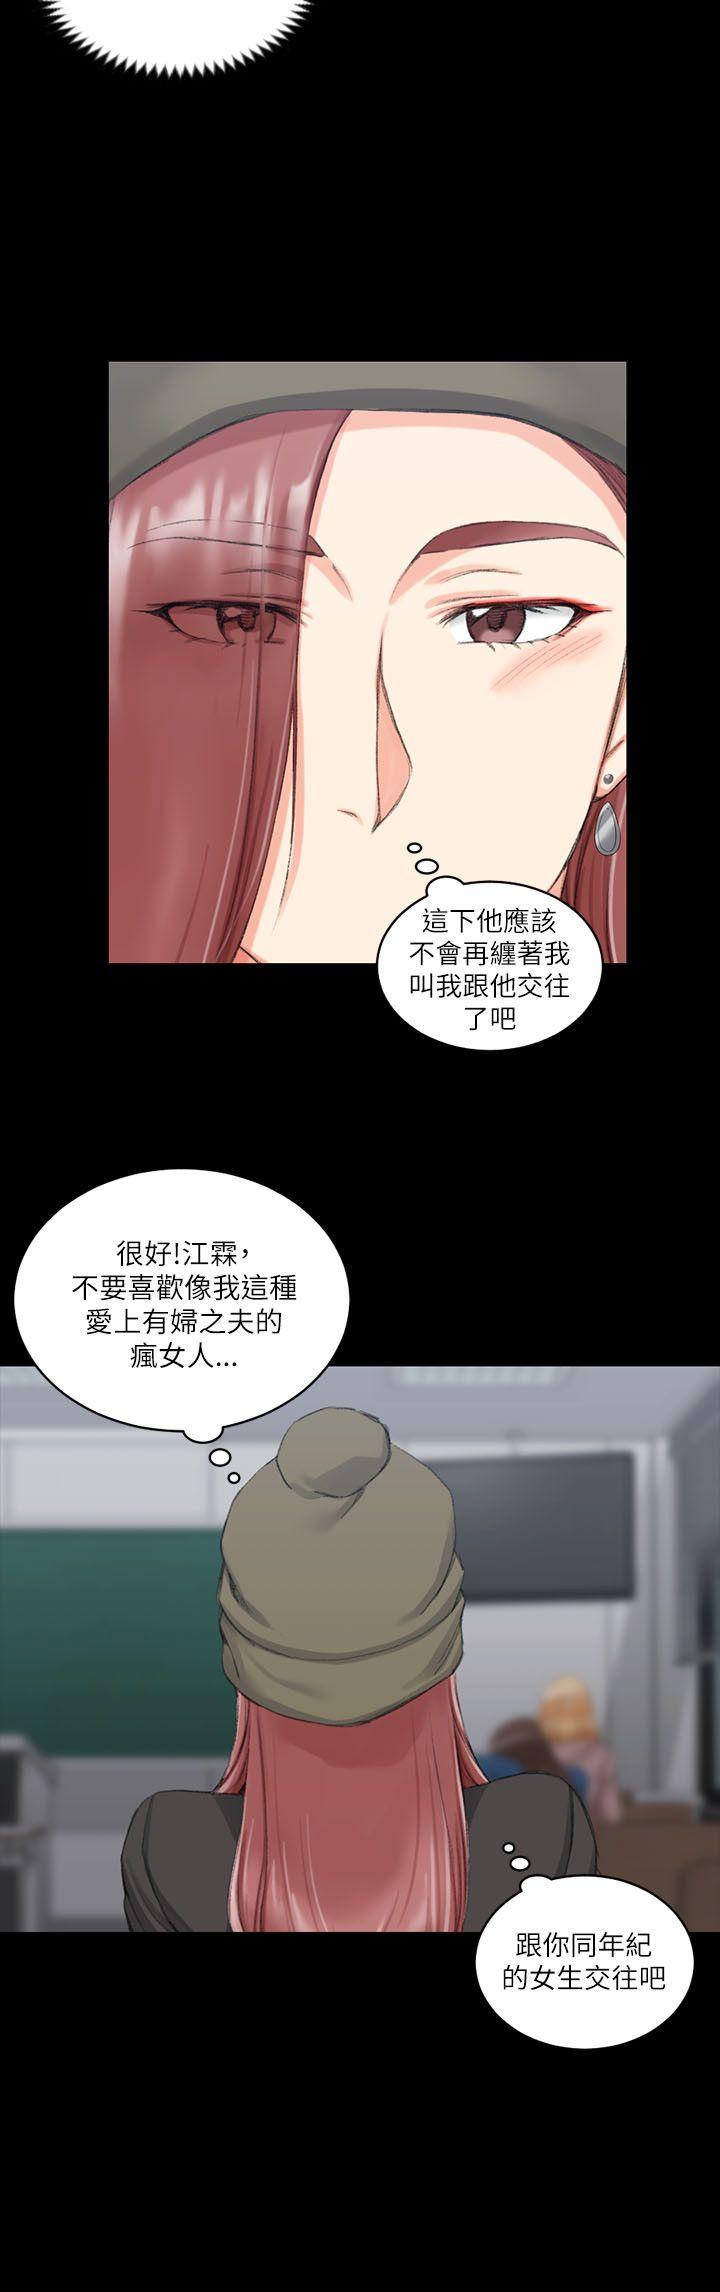 這下他應該
不會再纏著我
叫我跟他交往
了吧
很好!江霖，
不要喜歡像我這種
愛上有婦之夫的
瘋女人…
跟你同年紀
的女生交往吧